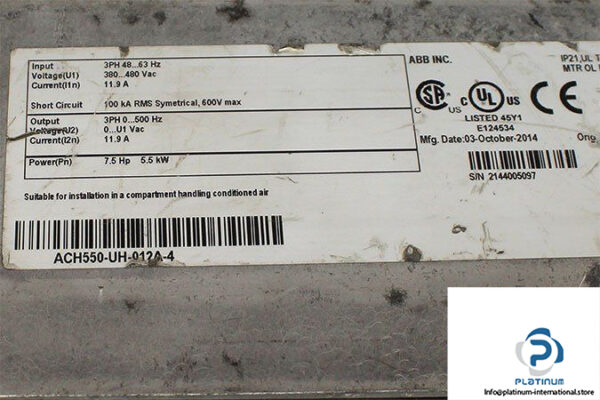 Input 3PH 48...63 Hz
Voltage(U1) 380...480 Vac
Current(I1n) 11.9 A
Short Circuit 100 kA RMS Symetrical, 600V max
Output 3PH 0...500 Hz
Voltage(U2) 0...U1 Vac
Current(I2n) 11.9 A
Power(Pn) 7.5 Hp 5.5 kW
Suitable for installation in a compartment handling conditioned air
ACH550-UH-012A-4
ABB INC.
IP21,UL T
MTR OL
SA
C US
C UL US
CE
LISTED 45Y1
E124534
Mfg. Date:03-October-2014
S/N 2144005097
PLATINUM
Info@platinum-international.store